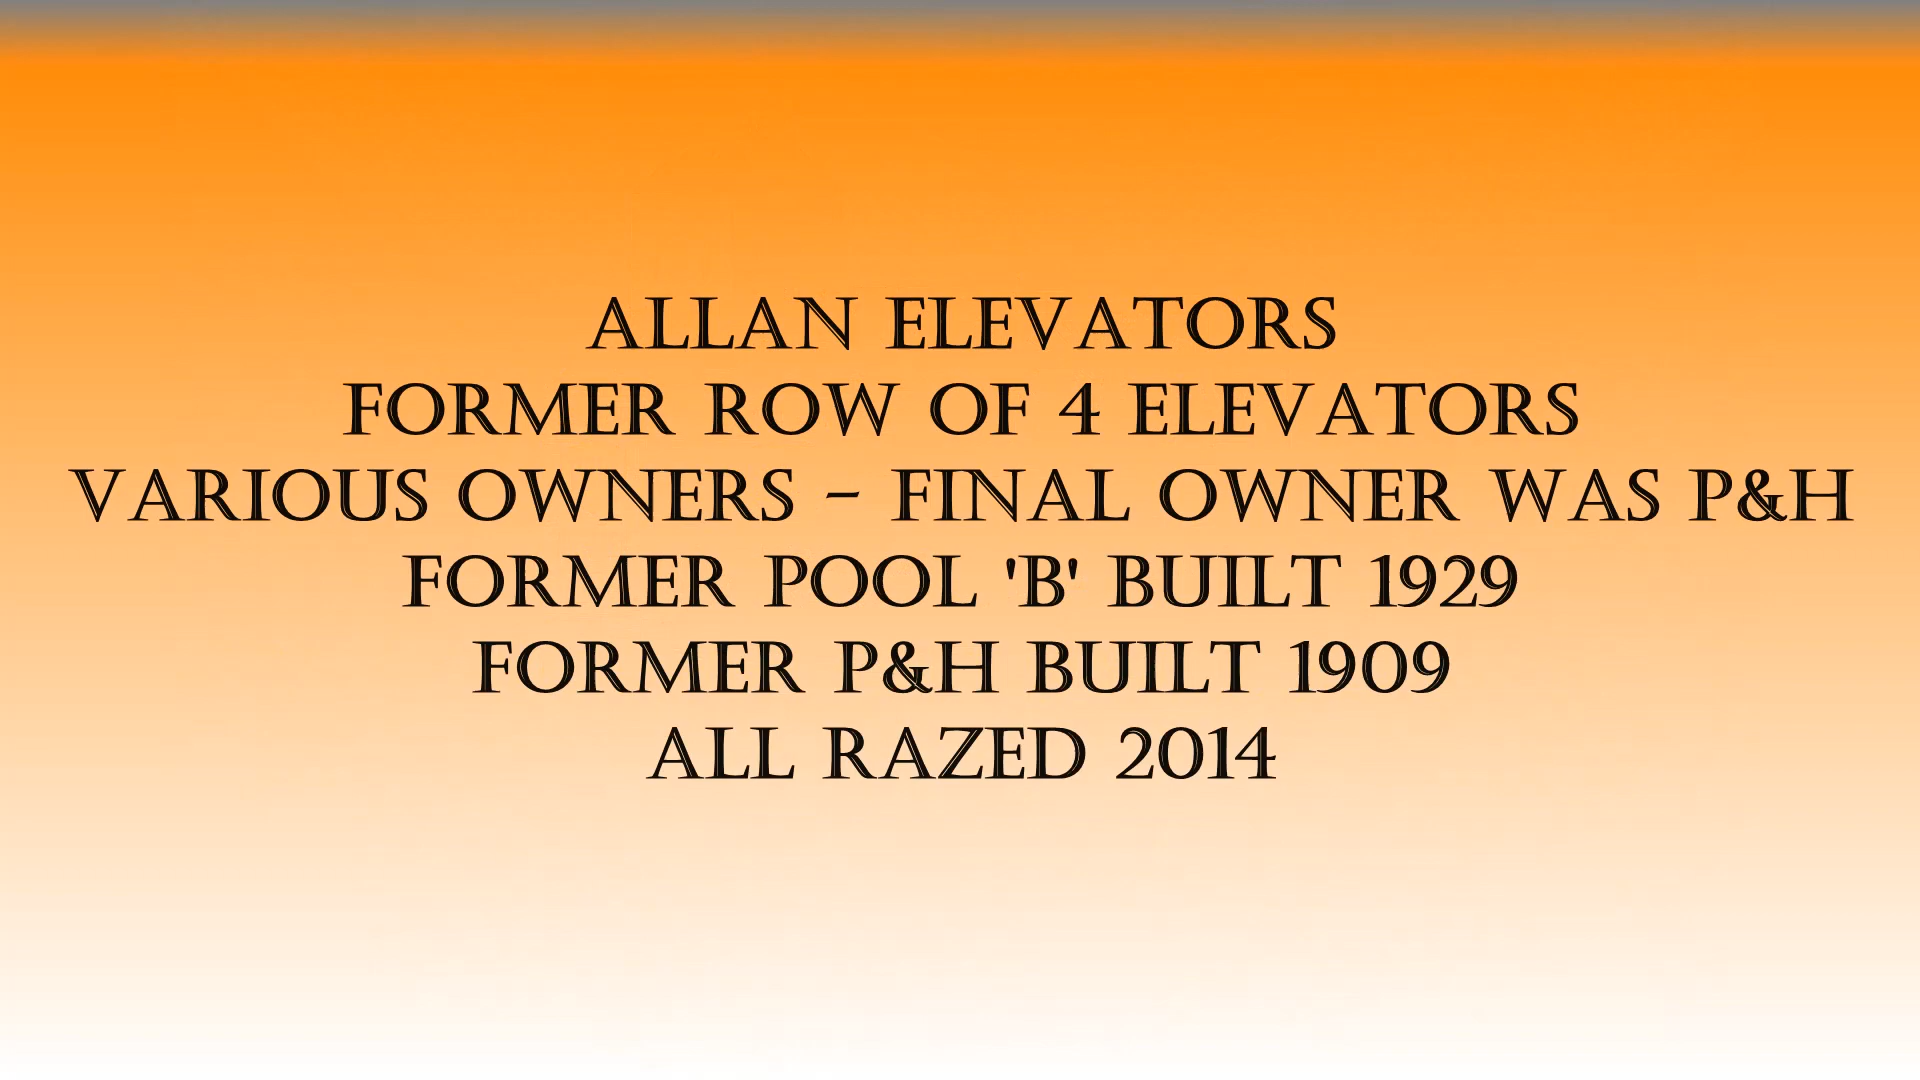 ALLAN ELEVATORS
FORMER ROW OF 4 ELEVATORS
VARIOUS OWNERS - FINAL OWNER WAS P&H
FORMER POOL 'B' BUILT 1929
FORMER P&H BUILT 1909
ALL RAZED 2014